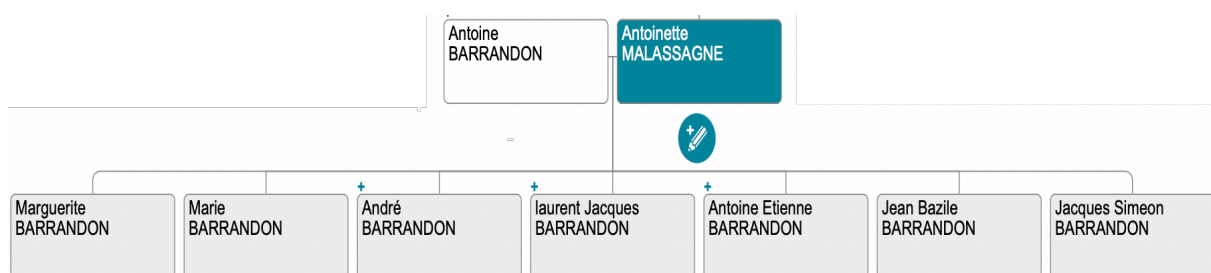 Antoine
BARRANDON
Antoinette
MALASSAGNE
Marguerite
BARRANDON
Marie
BARRANDON
André
BARRANDON
laurent Jacques
BARRANDON
Antoine Etienne
BARRANDON
Jean Bazile
BARRANDON
Jacques Simeon
BARRANDON